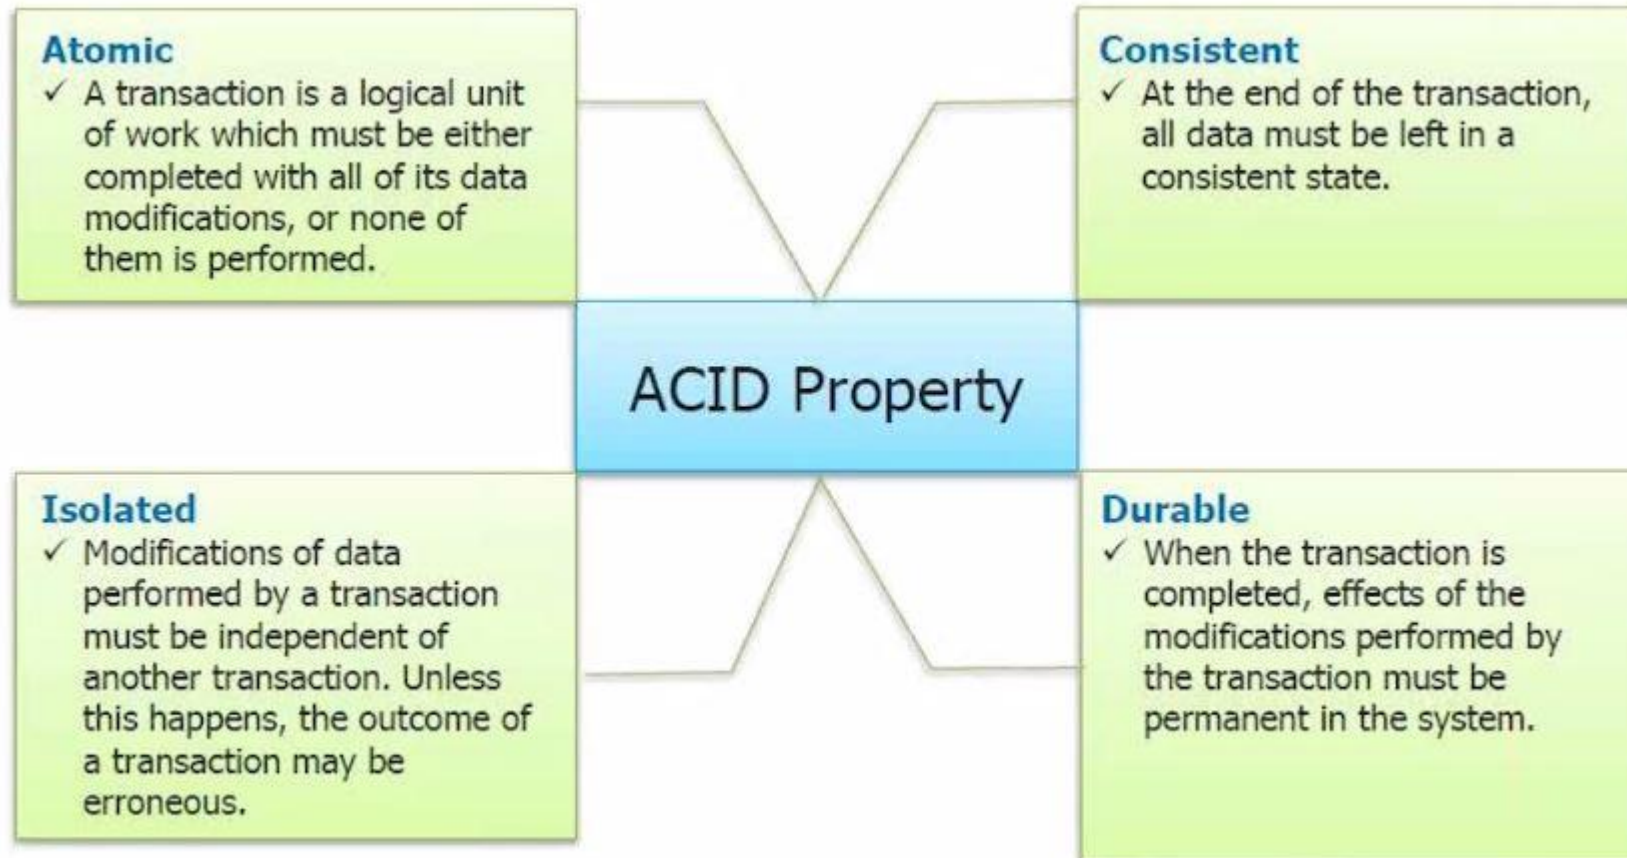 Atomic
✓ A transaction is a logical unit
of work which must be either
completed with all of its data
modifications, or none of
them is performed.
Consistent
✓ At the end of the transaction,
all data must be left in a
consistent state.
ACID Property
Isolated
✓ Modifications of data
performed by a transaction
must be independent of
another transaction. Unless
this happens, the outcome of
a transaction may be
erroneous.
Durable
✓ When the transaction is
completed, effects of the
modifications performed by
the transaction must be
permanent in the system.